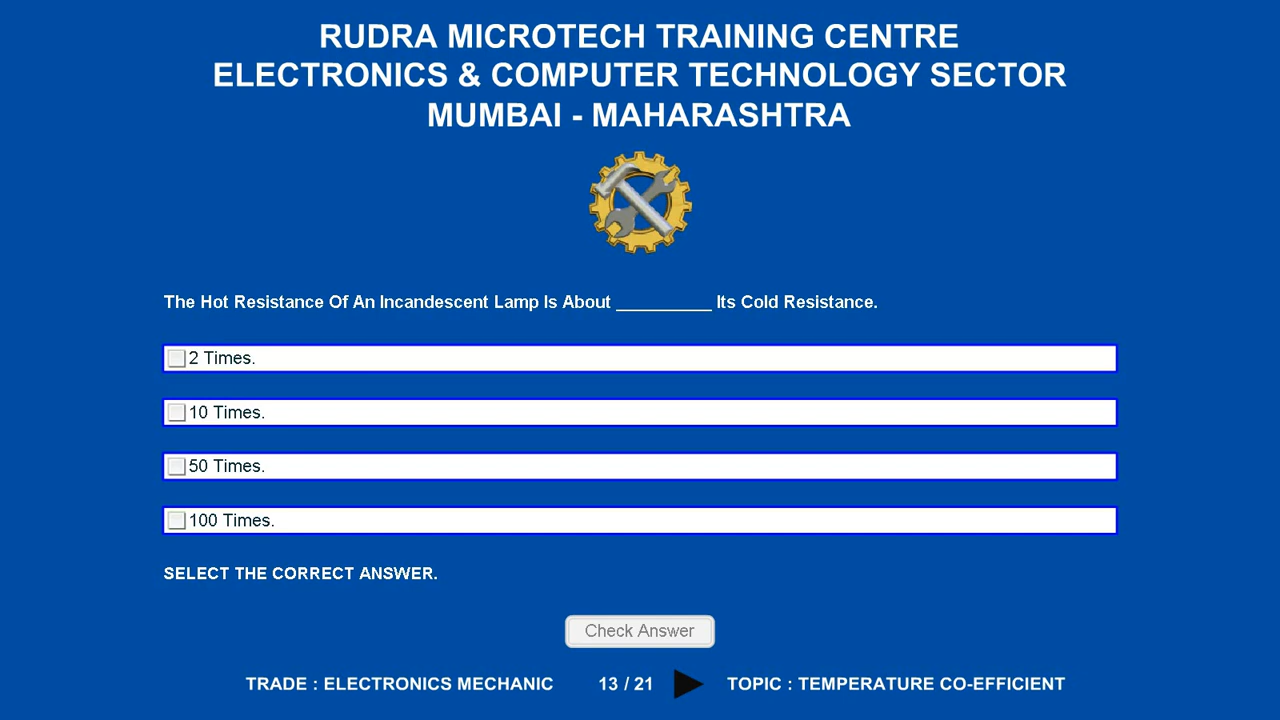 RUDRA MICROTECH TRAINING CENTRE
ELECTRONICS & COMPUTER TECHNOLOGY SECTOR
MUMBAI - MAHARASHTRA
The Hot Resistance Of An Incandescent Lamp Is About __________ Its Cold Resistance.
2 Times.
10 Times.
50 Times.
100 Times.
SELECT THE CORRECT ANSWER.
Check Answer
TRADE : ELECTRONICS MECHANIC 13 / 21 TOPIC : TEMPERATURE CO-EFFICIENT